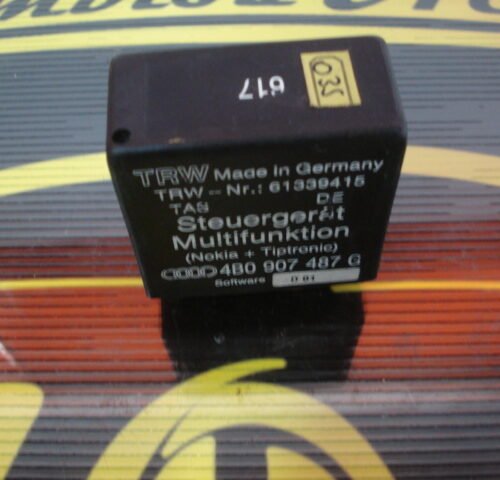 617
035
TRW Made in Germany
TRW - Nr.: 61339415
TAS DE
Steuergerät
Multifunktion
(Nokia + Tiptronic)
4B0 907 487 G
Software D 01